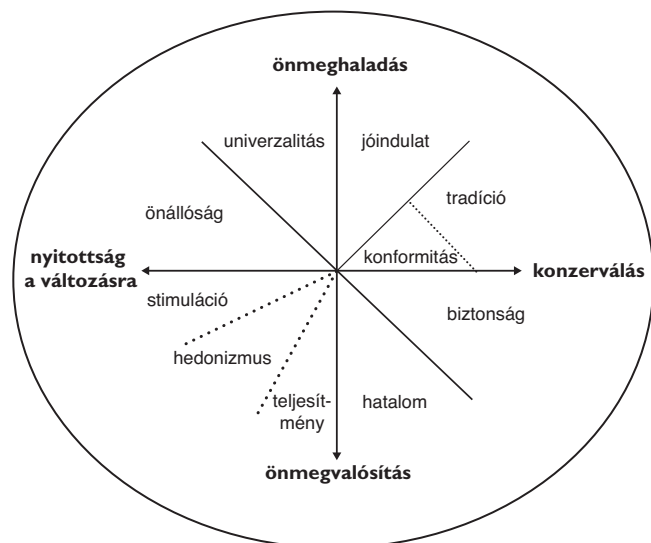 önmeghaladás
univerzalitás
jóindulat
önállóság
tradíció
nyitottság
a változásra
konformitás
konzerválás
stimuláció
biztonság
hedonizmus
teljesít-
mény
hatalom
önmegvalósítás